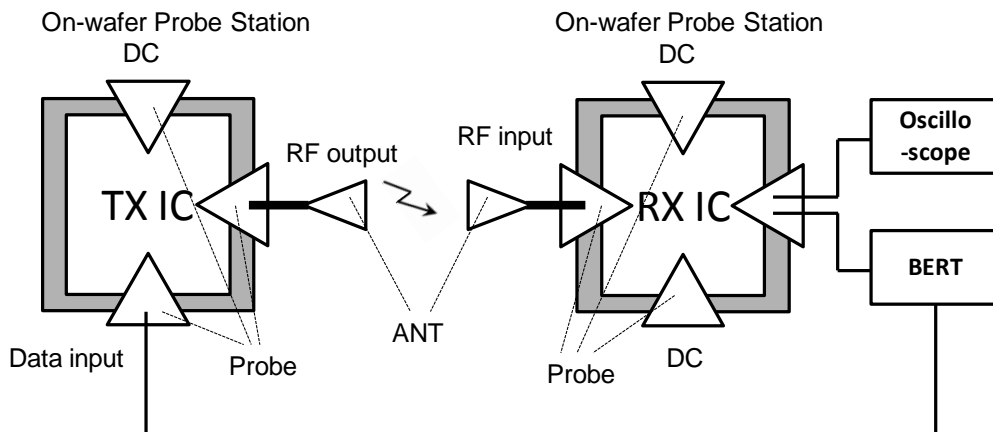 On-wafer Probe Station
DC
On-wafer Probe Station
DC
RF output
RF input
Oscillo
-scope
TX IC
RX IC
BERT
ANT
Data input
Probe
Probe
DC